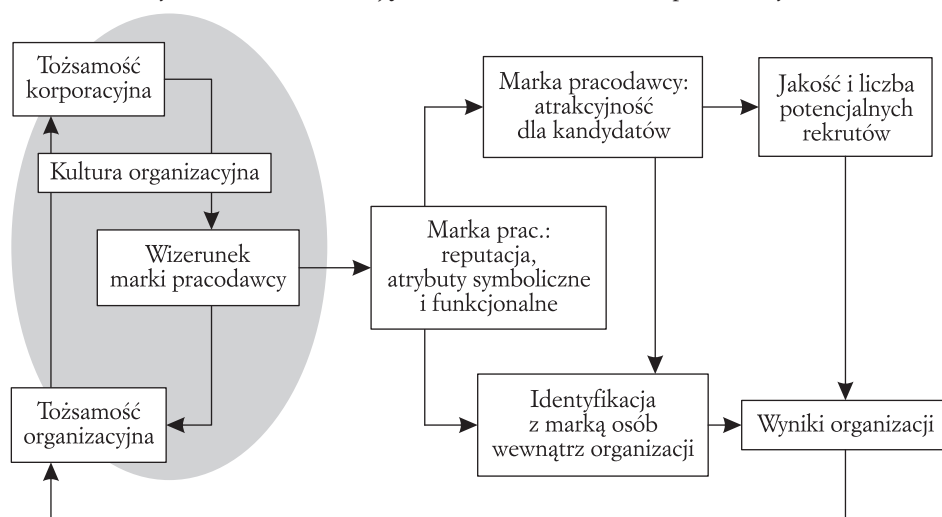 Tożsamość
korporacyjna
Kultura organizacyjna
Wizerunek
marki pracodawcy
Tożsamość
organizacyjna
Marka prac.:
reputacja,
atrybuty symboliczne
i funkcjonalne
Marka pracodawcy:
atrakcyjność
dla kandydatów
Identyfikacja
z marką osób
wewnątrz organizacji
Jakość i liczba
potencjalnych
rekrutów
Wyniki organizacji